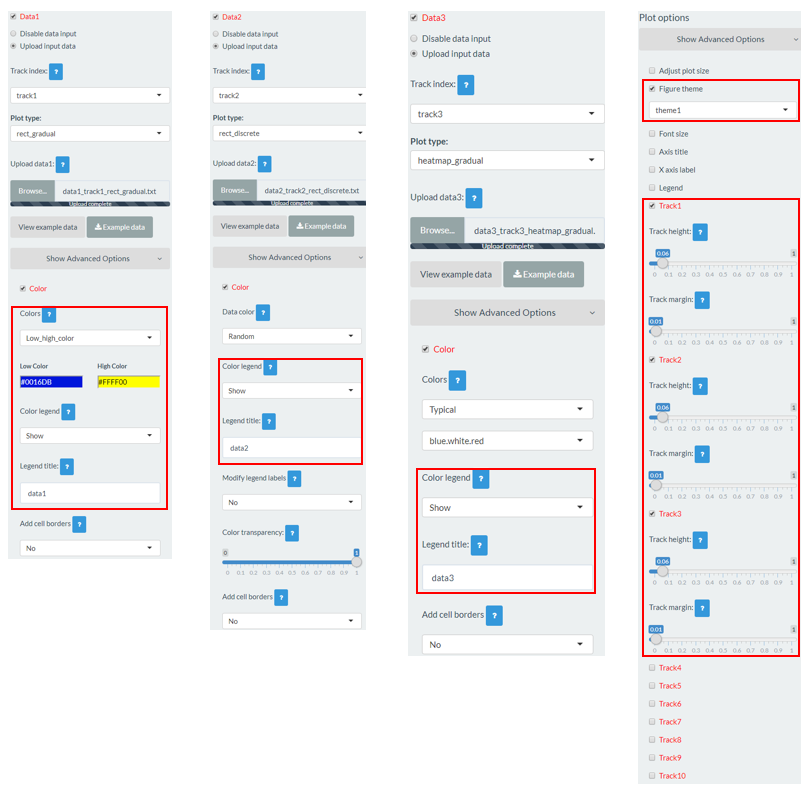 Data1
Disable data input
Upload input data
Track index: ?
track1
Plot type:
rect_gradual
Upload data1: ?
Browse... data1_track1_rect_gradual.txt
Upload complete
View example data Example data
Show Advanced Options
Color
Colors ?
Low_high_color
Low Color High Color
#0016DB #FFFF00
Color legend ?
Show
Legend title: ?
data1
Add cell borders ?
No
Data2
Disable data input
Upload input data
Track index: ?
track2
Plot type:
rect_discrete
Upload data2: ?
Browse... data2_track2_rect_discrete.txt
Upload complete
View example data Example data
Show Advanced Options
Color
Data color ?
Random
Color legend ?
Show
Legend title: ?
data2
Modify legend labels ?
No
Color transparency: ?
0 1
0 0.1 0.2 0.3 0.4 0.5 0.6 0.7 0.8 0.9 1
Add cell borders ?
No
Data3
Disable data input
Upload input data
Track index: ?
track3
Plot type:
heatmap_gradual
Upload data3: ?
Browse... data3_track3_heatmap_gradual.
Upload complete
View example data Example data
Show Advanced Options
Color
Colors ?
Typical
blue.white.red
Color legend ?
Show
Legend title: ?
data3
Add cell borders ?
No
Plot options
Show Advanced Options
Adjust plot size
Figure theme
theme1
Font size
Axis title
X axis label
Legend
Track1
Track height: ?
0.06 1
0 0.1 0.2 0.3 0.4 0.5 0.6 0.7 0.8 0.9 1
Track margin: ?
0.01 1
0 0.1 0.2 0.3 0.4 0.5 0.6 0.7 0.8 0.9 1
Track2
Track height: ?
0.06 1
0 0.1 0.2 0.3 0.4 0.5 0.6 0.7 0.8 0.9 1
Track margin: ?
0.01 1
0 0.1 0.2 0.3 0.4 0.5 0.6 0.7 0.8 0.9 1
Track3
Track height: ?
0.06 1
0 0.1 0.2 0.3 0.4 0.5 0.6 0.7 0.8 0.9 1
Track margin: ?
0.01 1
0 0.1 0.2 0.3 0.4 0.5 0.6 0.7 0.8 0.9 1
Track4
Track5
Track6
Track7
Track8
Track9
Track10